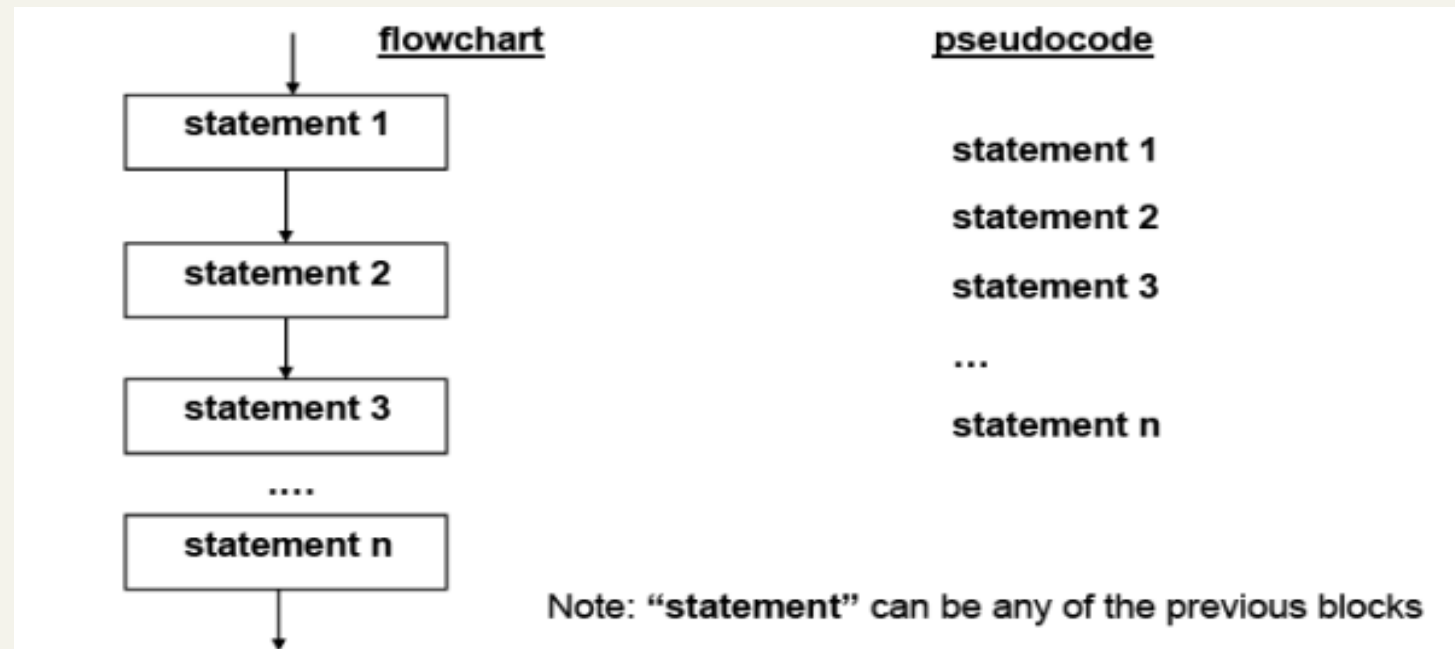 flowchart
statement 1
statement 2
statement 3
....
statement n
pseudocode
statement 1
statement 2
statement 3
...
statement n
Note: “statement” can be any of the previous blocks